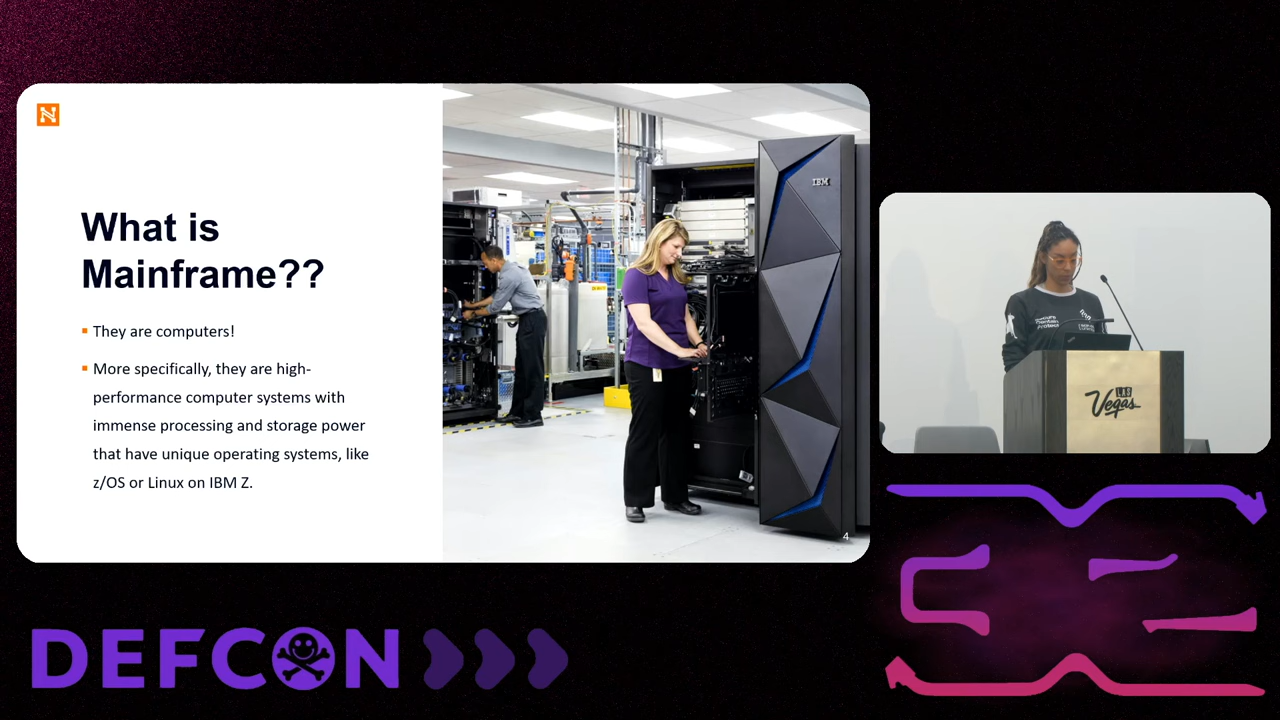 N
What is
Mainframe??
They are computers!
More specifically, they are high-
performance computer systems with
immense processing and storage power
that have unique operating systems, like
z/OS or Linux on IBM Z.
IBM
4
LAS
Vegas
DEFCON